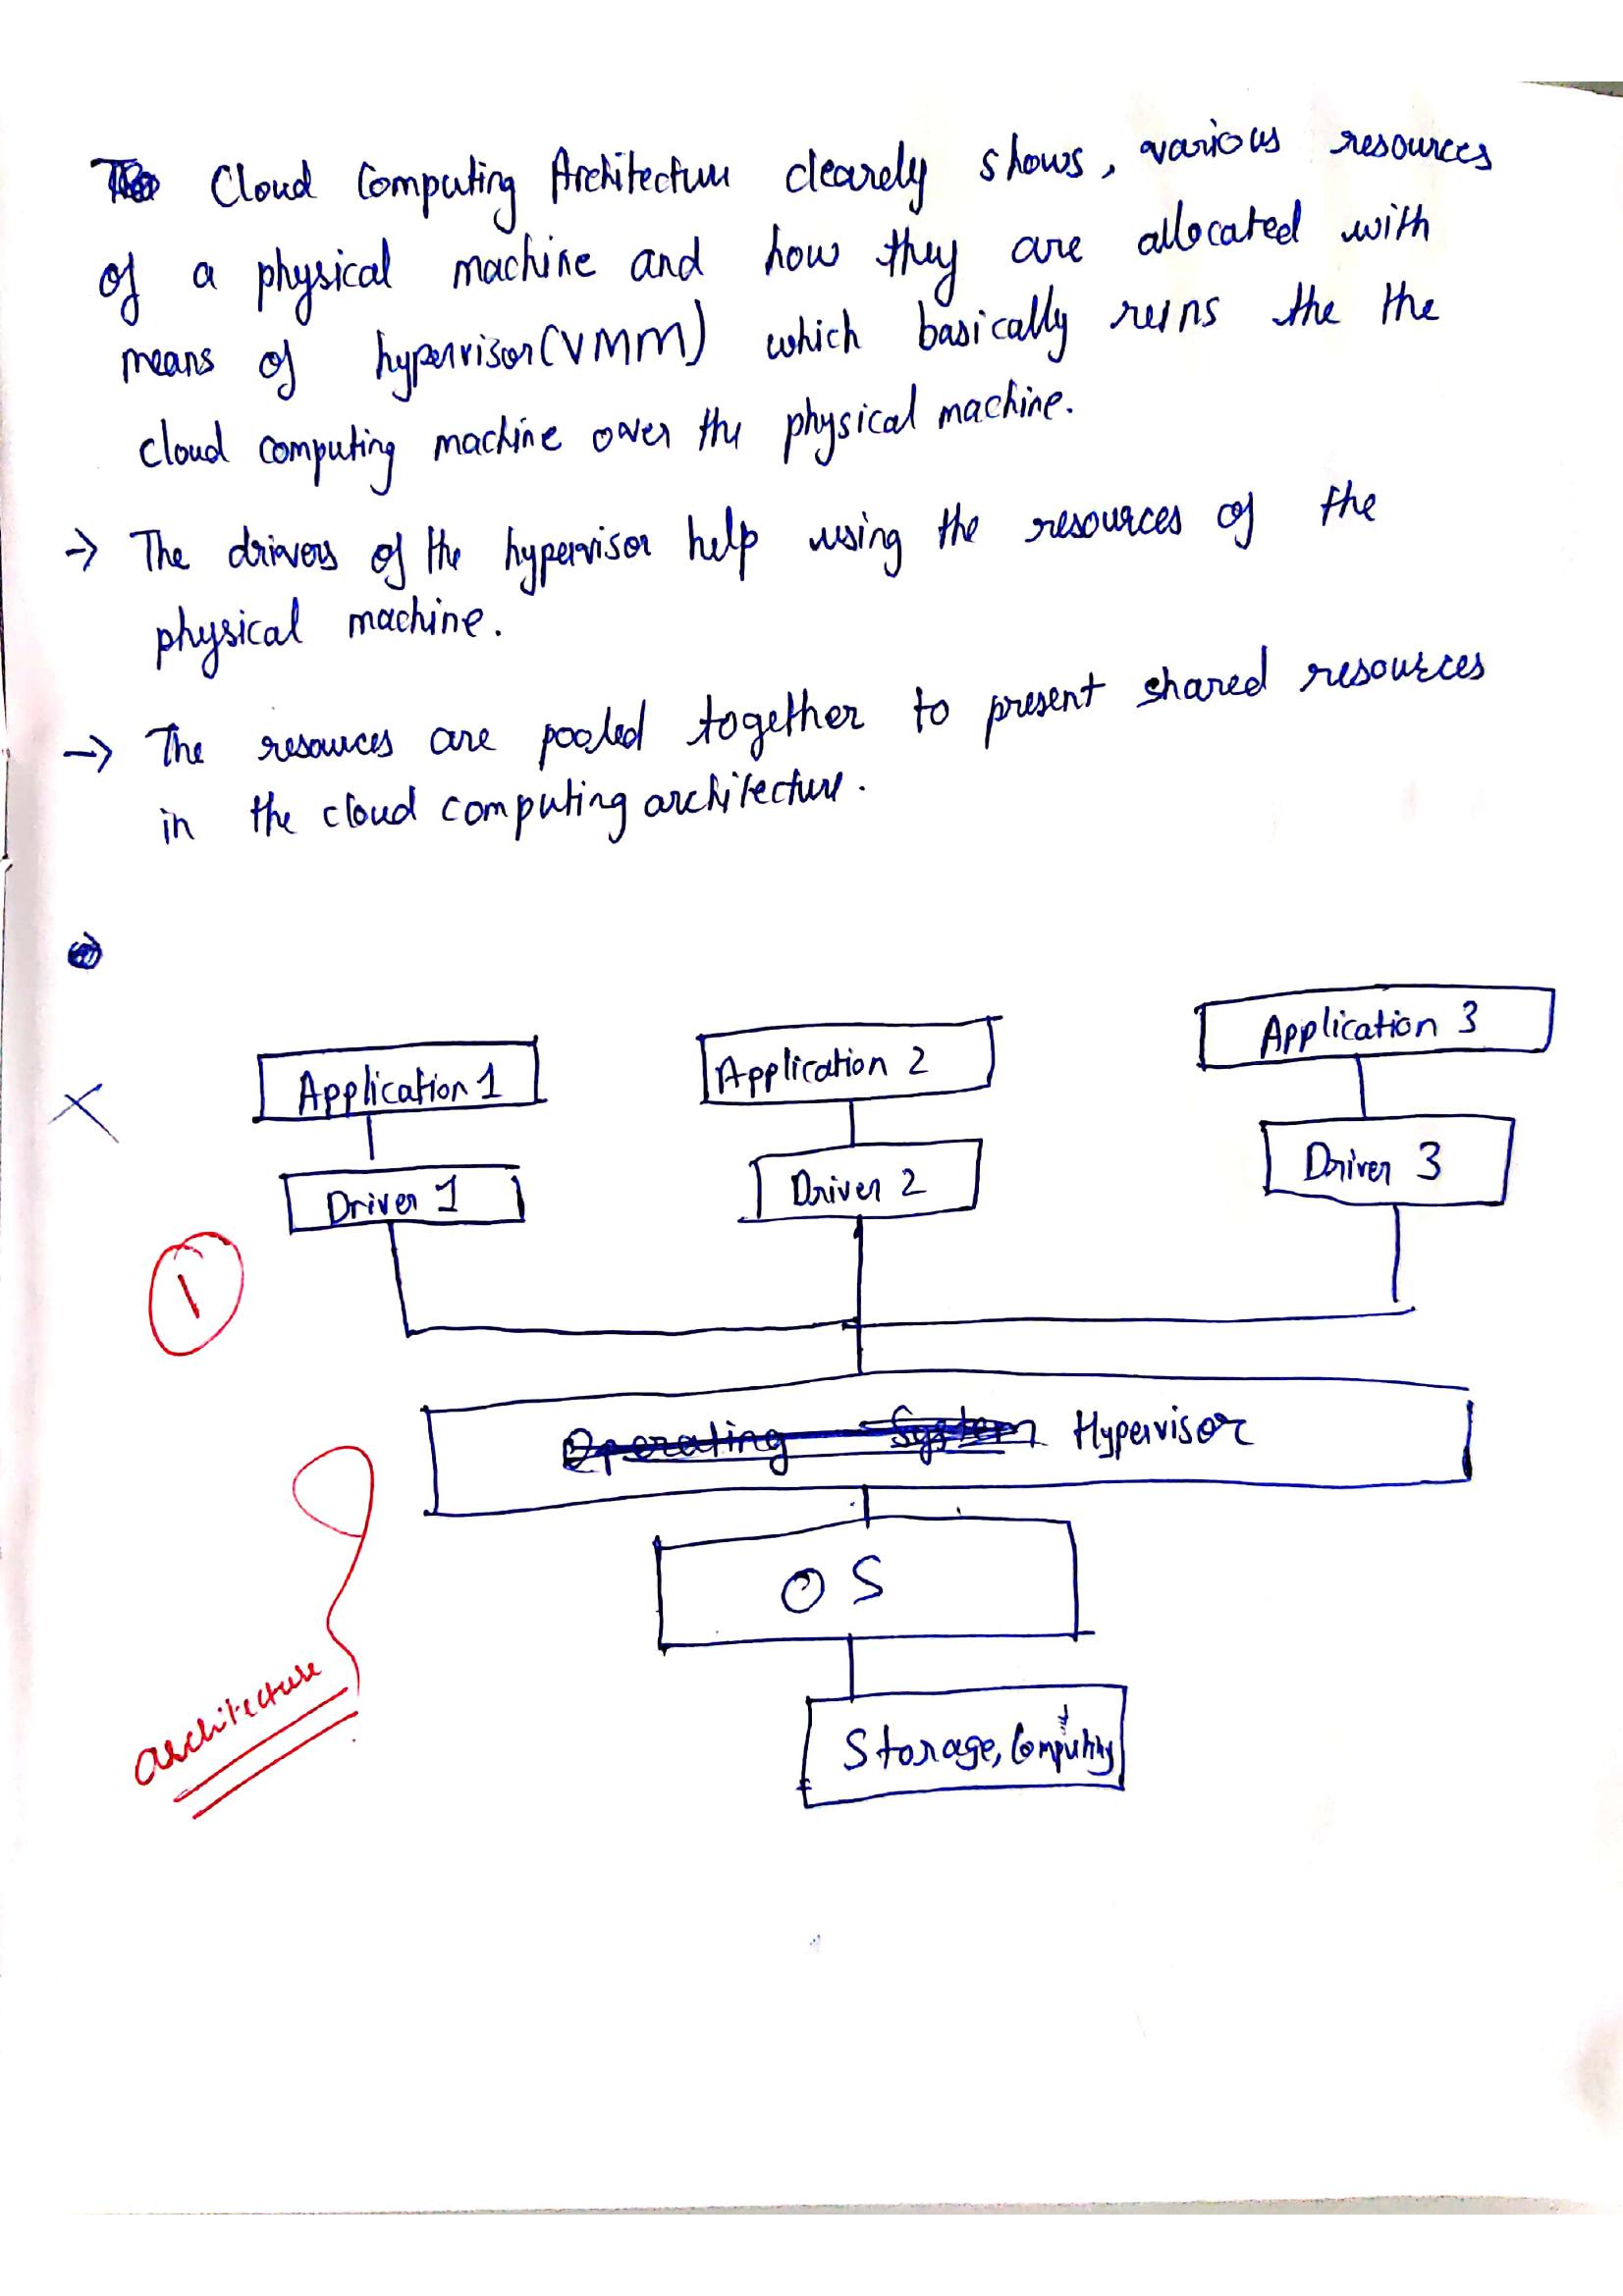 Cloud Computing Architecture clearely shows, various resources
of a physical machine and how they are allocated with
means of hypervisor (VMM) which basically runs the the
cloud computing machine over the physical machine.
→ The drivers of the hypervisor help using the resources of the
physical machine.
→ The resources are pooled together to present shared resources
in the cloud computing architecture.
Application 1
Application 2
Application 3
Driver 1
Driver 2
Driver 3
1
Operating System Hypervisor
OS
architecture
Storage, Computing